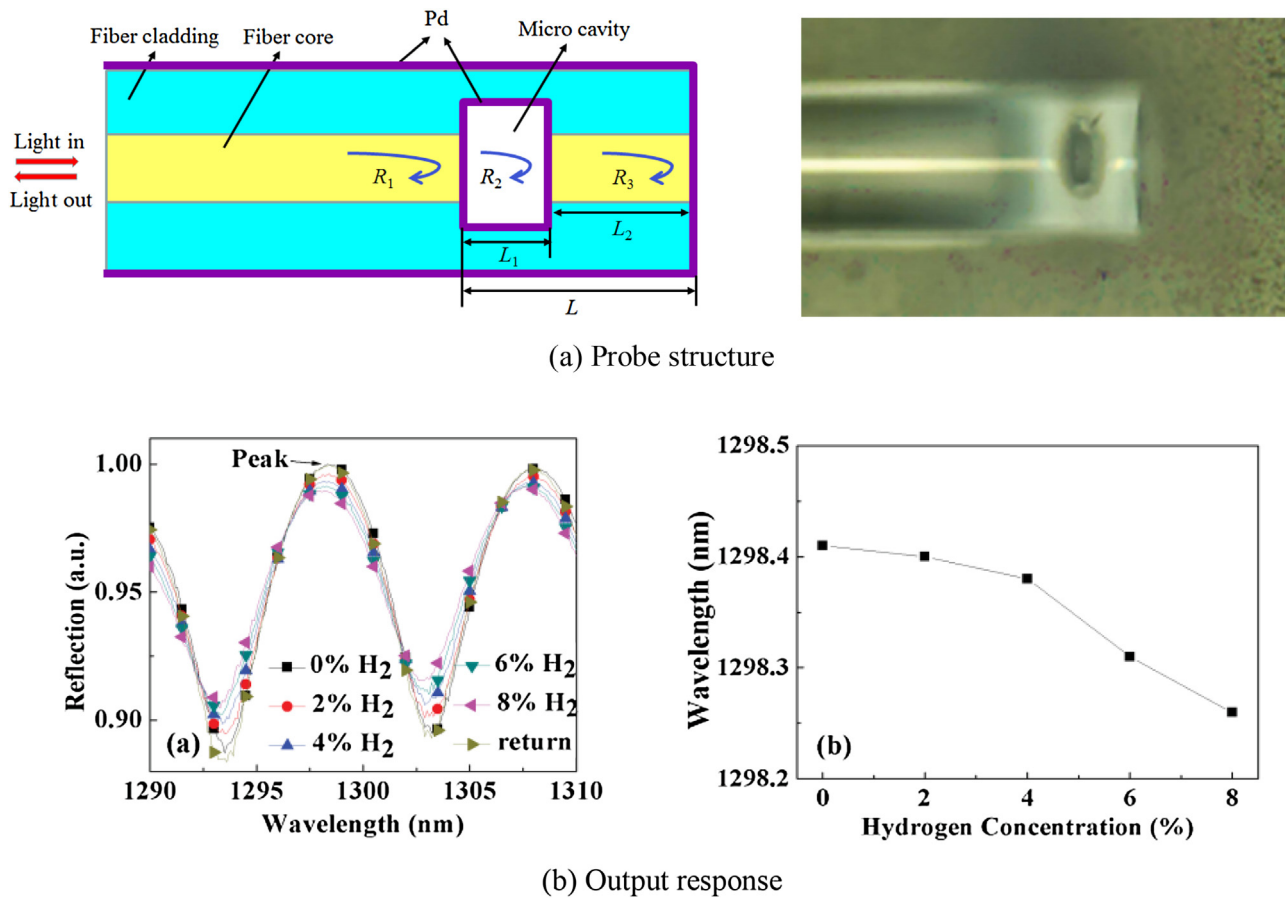 Pd
Fiber cladding
Fiber core
Micro cavity
Light in
Light out
R1
R2
R3
L2
L1
L
(a) Probe structure
1.00
0.95
0.90
Reflection (a.u.)
Peak
0% H2
2% H2
4% H2
6% H2
8% H2
return
(a)
1290
1295
1300
1305
1310
Wavelength (nm)
1298.5
1298.4
1298.3
1298.2
Wavelength (nm)
(b)
0
2
4
6
8
Hydrogen Concentration (%)
(b) Output response